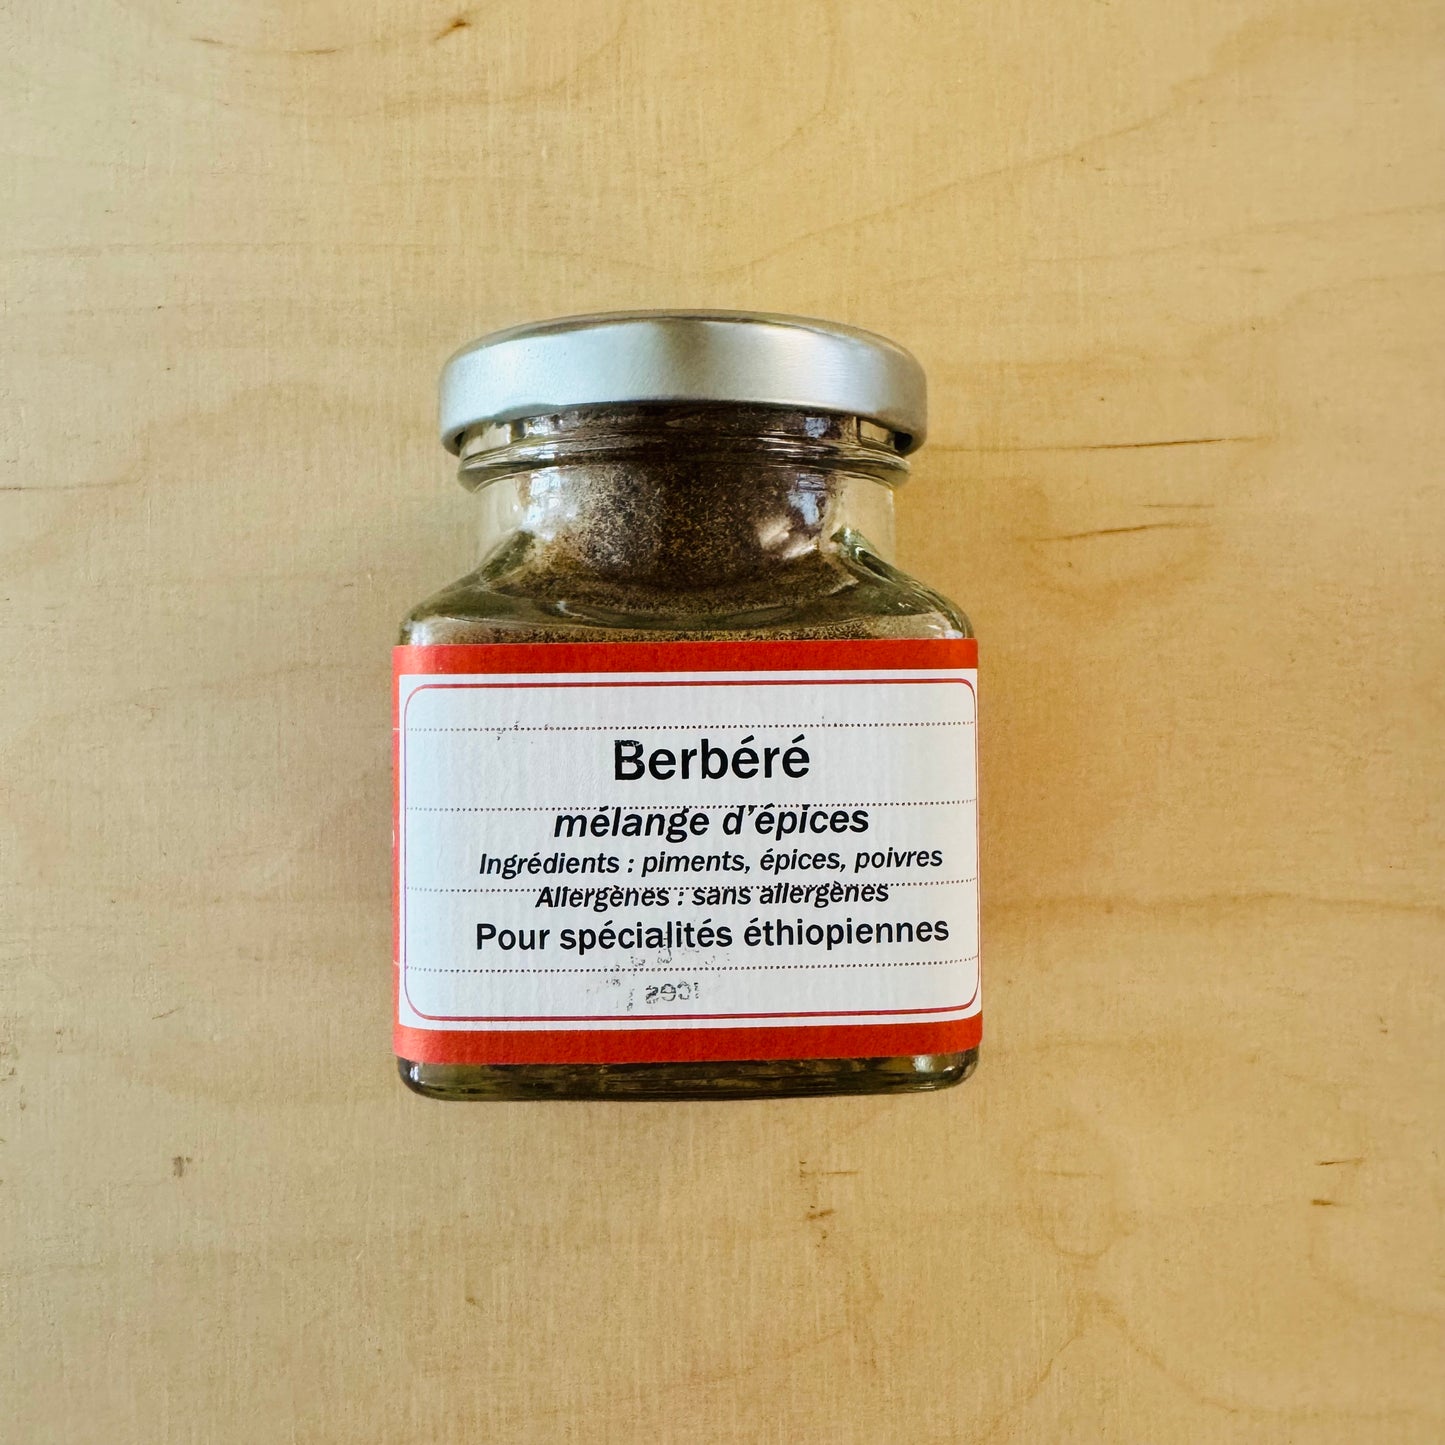 Berbéré
mélange d'épices
Ingrédients : piments, épices, poivres
Allergènes : sans allergènes
Pour spécialités éthiopiennes